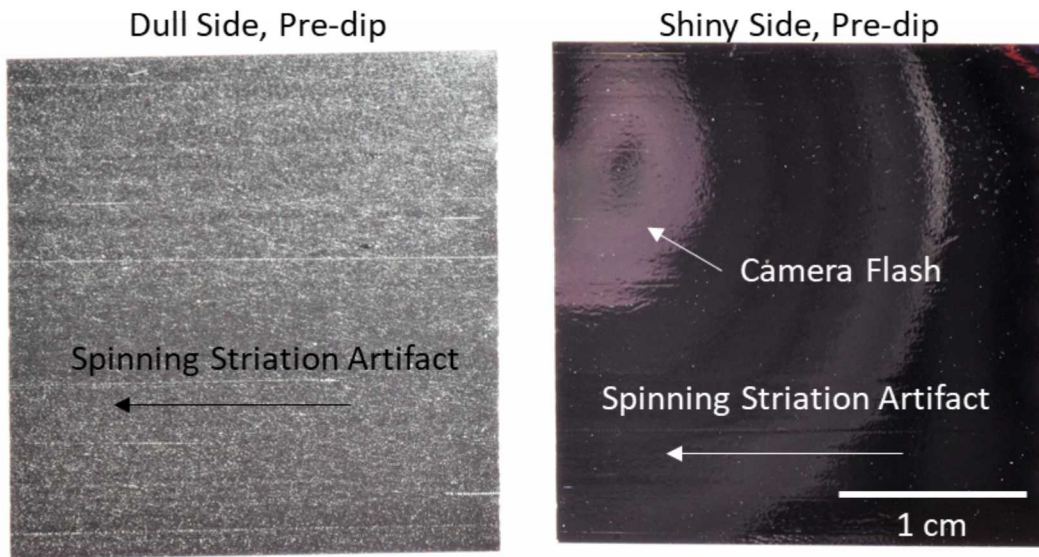 Dull Side, Pre-dip
Shiny Side, Pre-dip
Camera Flash
Spinning Striation Artifact
Spinning Striation Artifact
1 cm